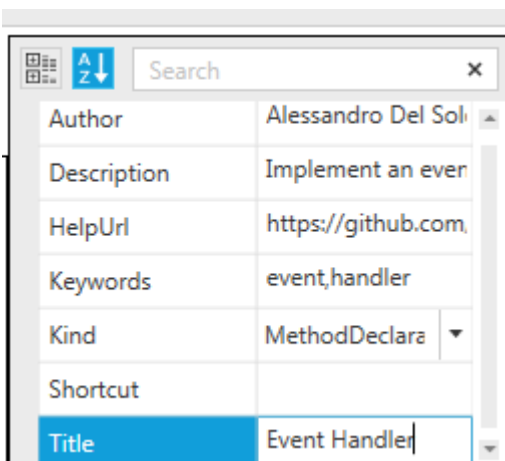 A Z Search
Author Alessandro Del Sol
Description Implement an even
HelpUrl https://github.com,
Keywords event,handler
Kind MethodDeclara
Shortcut
Title Event Handler